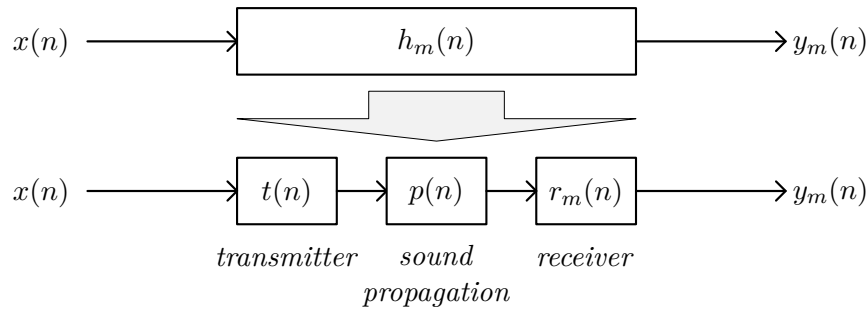 x(n) h_m(n) y_m(n)
x(n) t(n) p(n) r_m(n) y_m(n)
transmitter sound receiver
propagation